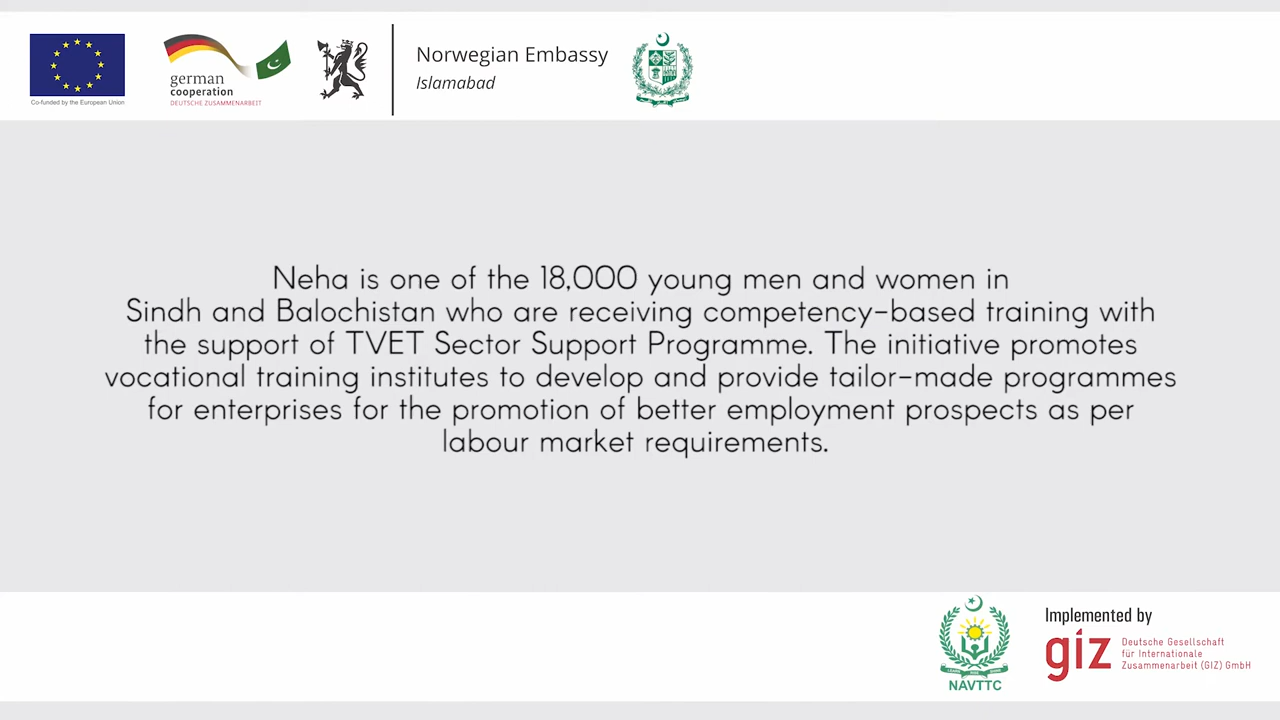 Co-funded by the European Union
german
cooperation
DEUTSCHE ZUSAMMENARBEIT
Norwegian Embassy
Islamabad
Neha is one of the 18,000 young men and women in
Sindh and Balochistan who are receiving competency-based training with
the support of TVET Sector Support Programme. The initiative promotes
vocational training institutes to develop and provide tailor-made programmes
for enterprises for the promotion of better employment prospects as per
labour market requirements.
NAVTTC
Implemented by
giz
Deutsche Gesellschaft
für Internationale
Zusammenarbeit (GIZ) GmbH